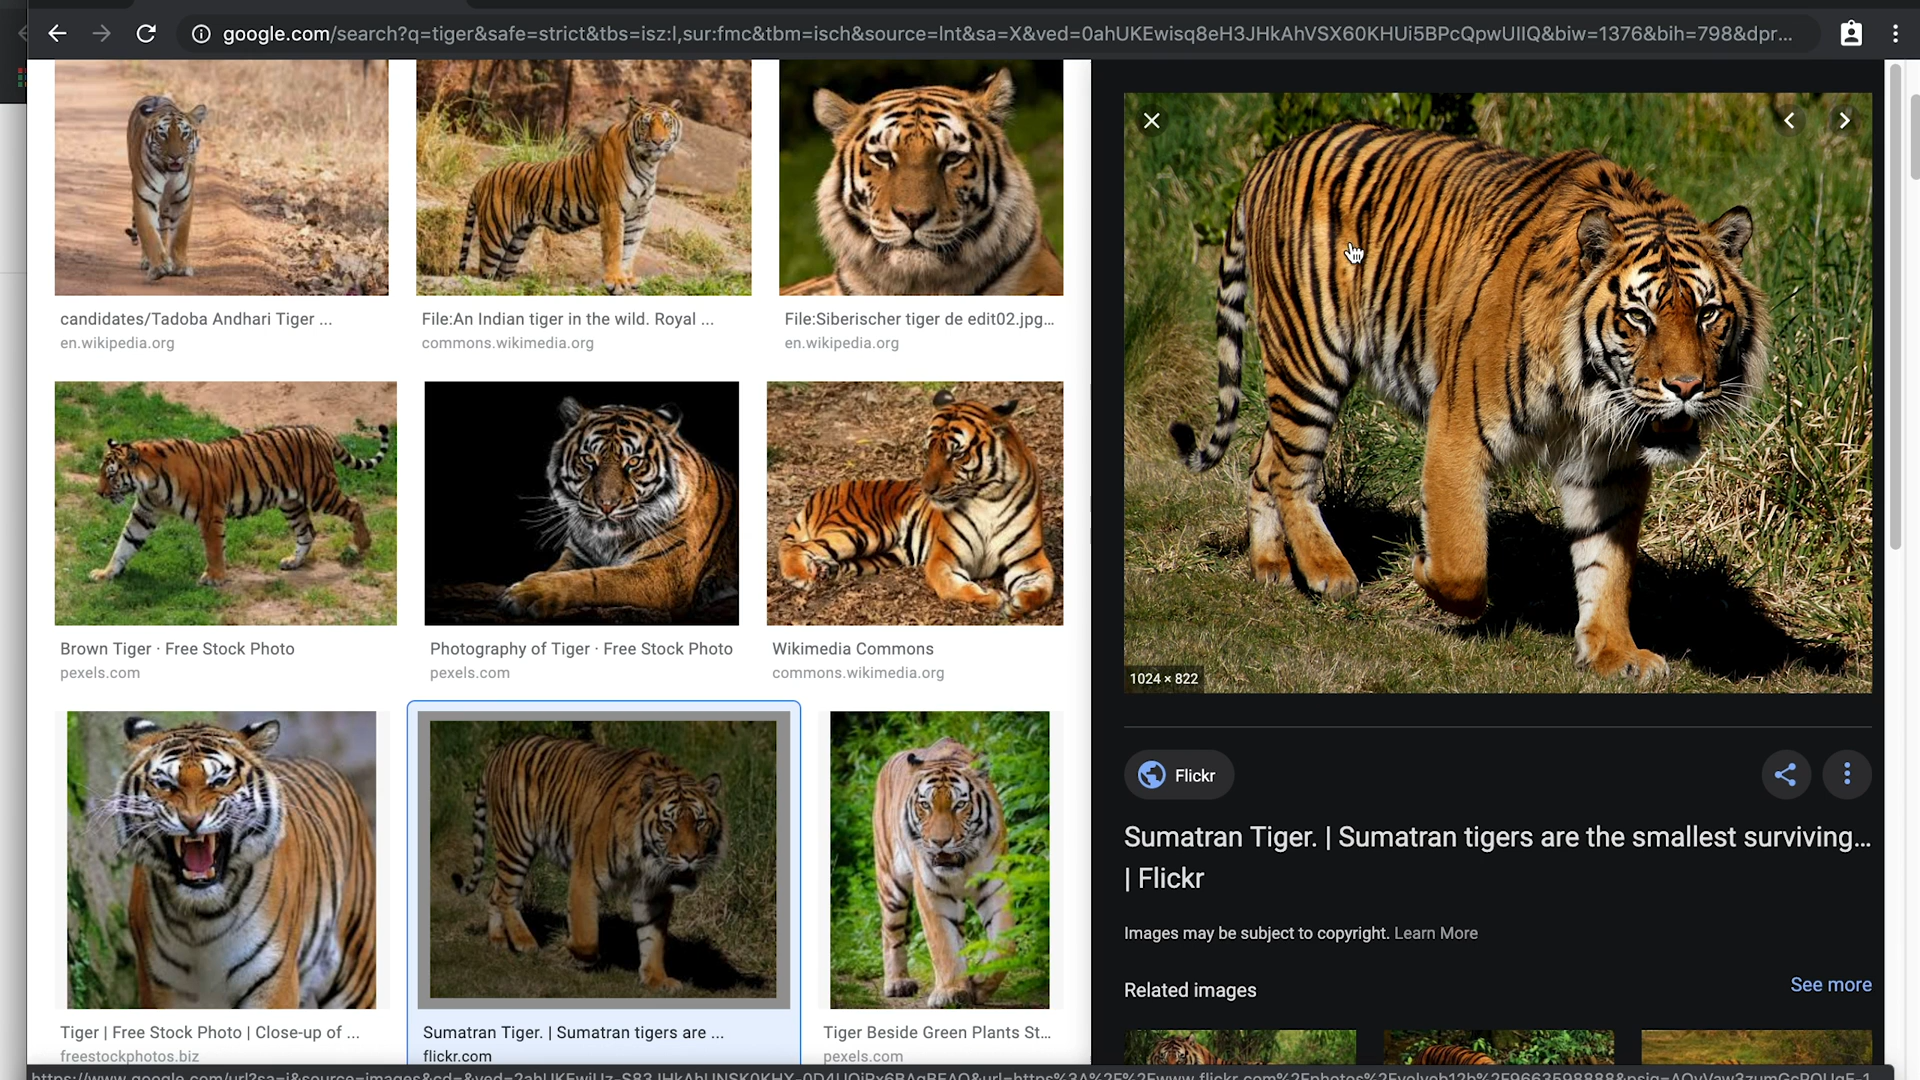 google.com/search?q=tiger&safe=strict&tbs=isz:l,sur:fmc&tbm=isch&source=lnt&sa=X&ved=0ahUKEwisq8eH3JHkAhVSX60KHUi5BPcQpwUIIQ&biw=1376&bih=798&dpr...
candidates/Tadoba Andhari Tiger ...
en.wikipedia.org
File:An Indian tiger in the wild. Royal ...
commons.wikimedia.org
File:Siberischer tiger de edit02.jpg...
en.wikipedia.org
Brown Tiger · Free Stock Photo
pexels.com
Photography of Tiger · Free Stock Photo
pexels.com
Wikimedia Commons
commons.wikimedia.org
Tiger | Free Stock Photo | Close-up of ...
freestockphotos.biz
Sumatran Tiger. | Sumatran tigers are ...
flickr.com
Tiger Beside Green Plants St...
pexels.com
1024 × 822
Flickr
Sumatran Tiger. | Sumatran tigers are the smallest surviving...
| Flickr
Images may be subject to copyright. Learn More
Related images
See more